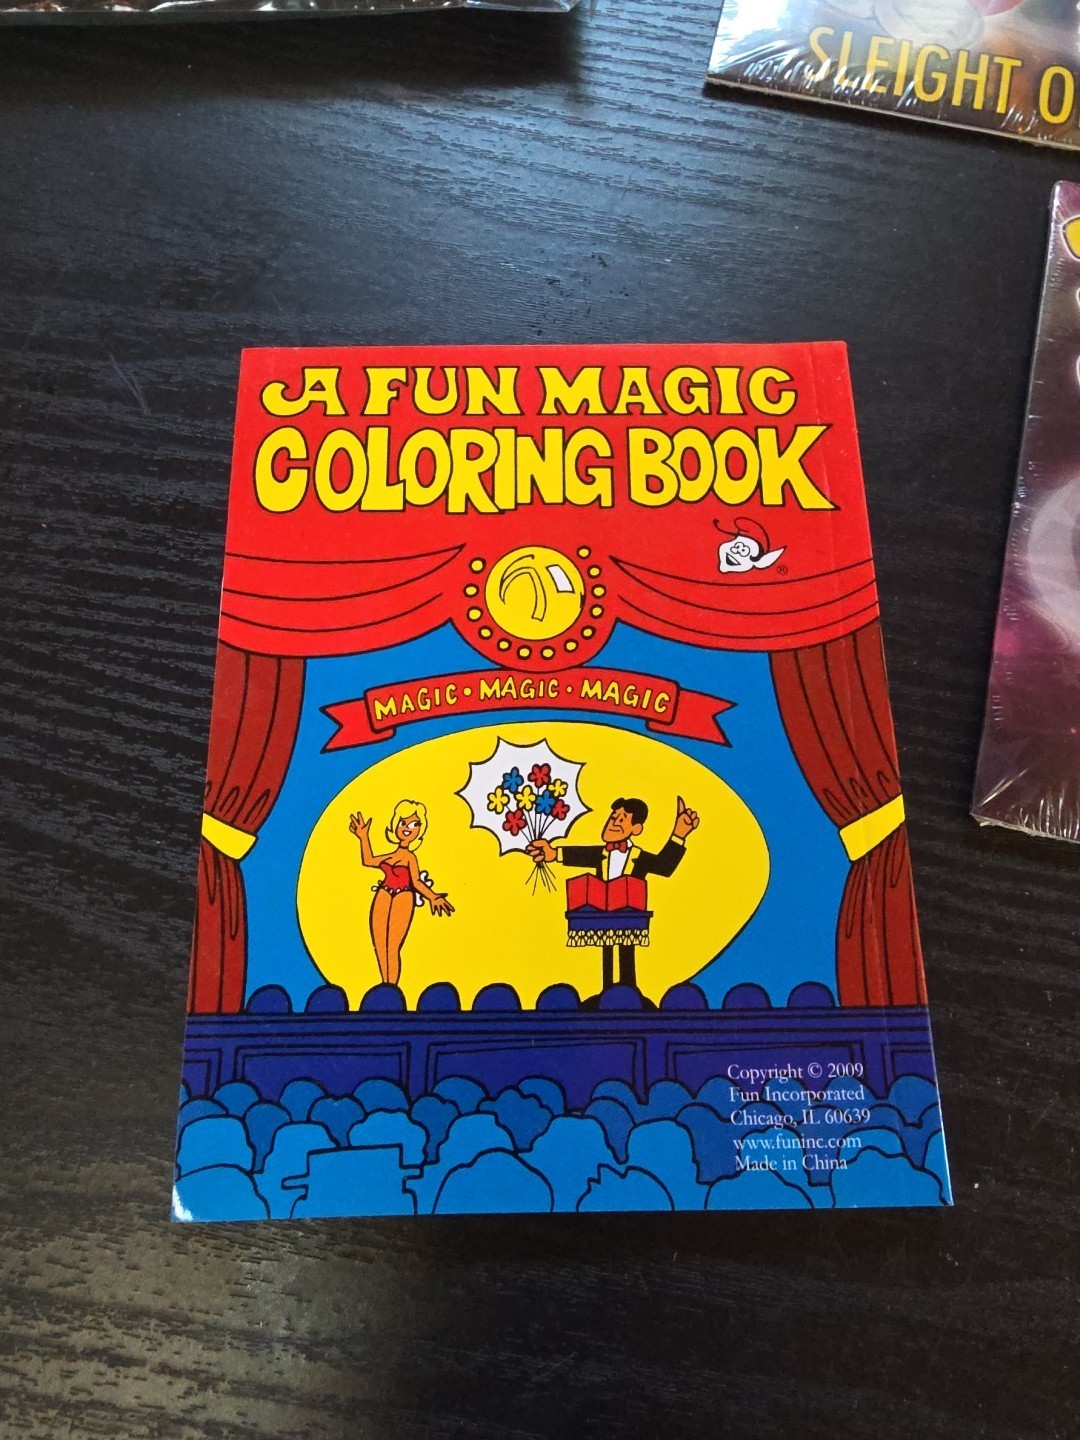 SLEIGHT O
A FUN MAGIC
COLORING BOOK
®
MAGIC • MAGIC • MAGIC
Copyright © 2009
Fun Incorporated
Chicago, IL 60639
www.funinc.com
Made in China